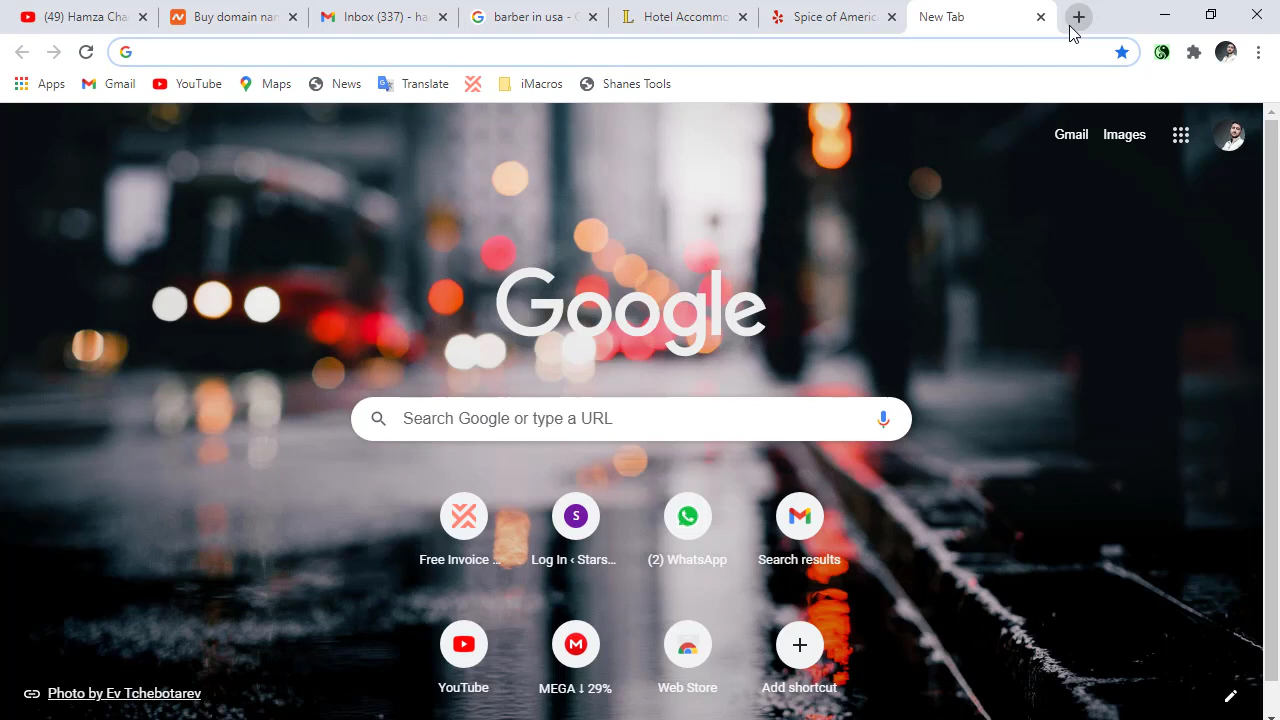 (49) Hamza Cha
Buy domain nar
Inbox (337) - ha
barber in usa - G
Hotel Accommo
Spice of Americ
New Tab
Apps
Gmail
YouTube
Maps
News
Translate
iMacros
Shanes Tools
Gmail
Images
Google
Search Google or type a URL
Free Invoice ...
S
Log In ‹ Stars...
(2) WhatsApp
Search results
YouTube
MEGA ⭣ 29%
Web Store
Add shortcut
Photo by Ev Tchebotarev